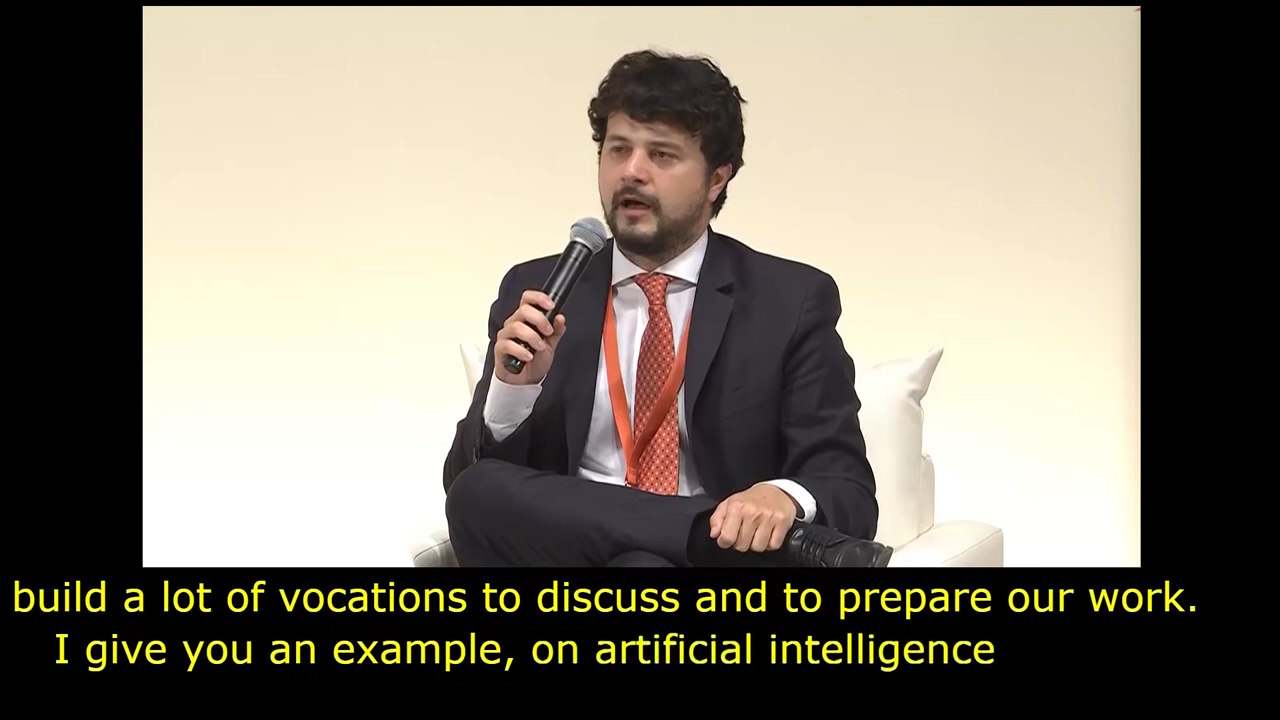 build a lot of vocations to discuss and to prepare our work.
I give you an example, on artificial intelligence